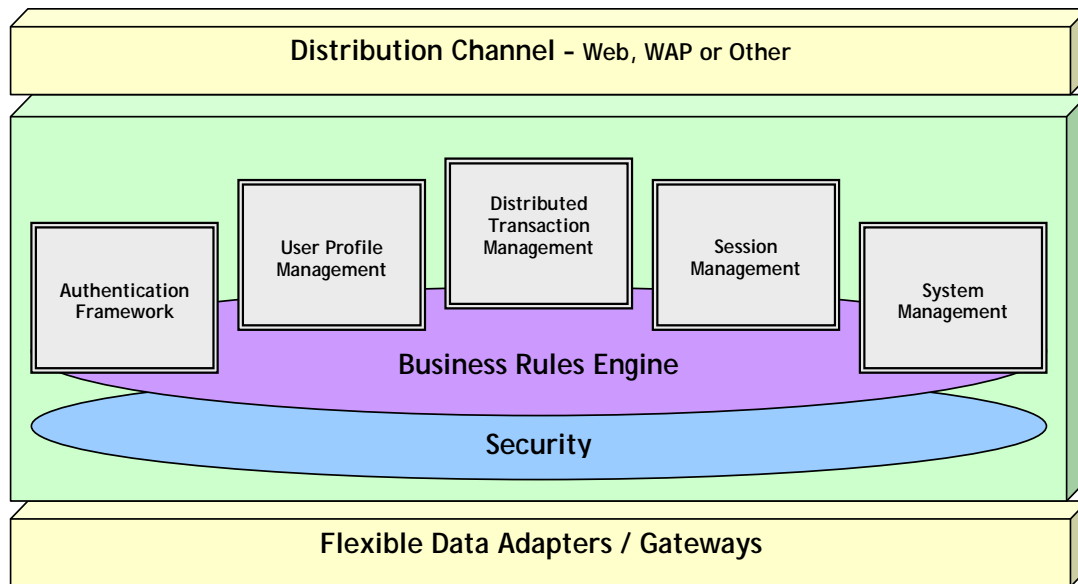 Distribution Channel - Web, WAP or Other
Distributed
Transaction
Management
User Profile
Management
Session
Management
Authentication
Framework
System
Management
Business Rules Engine
Security
Flexible Data Adapters / Gateways